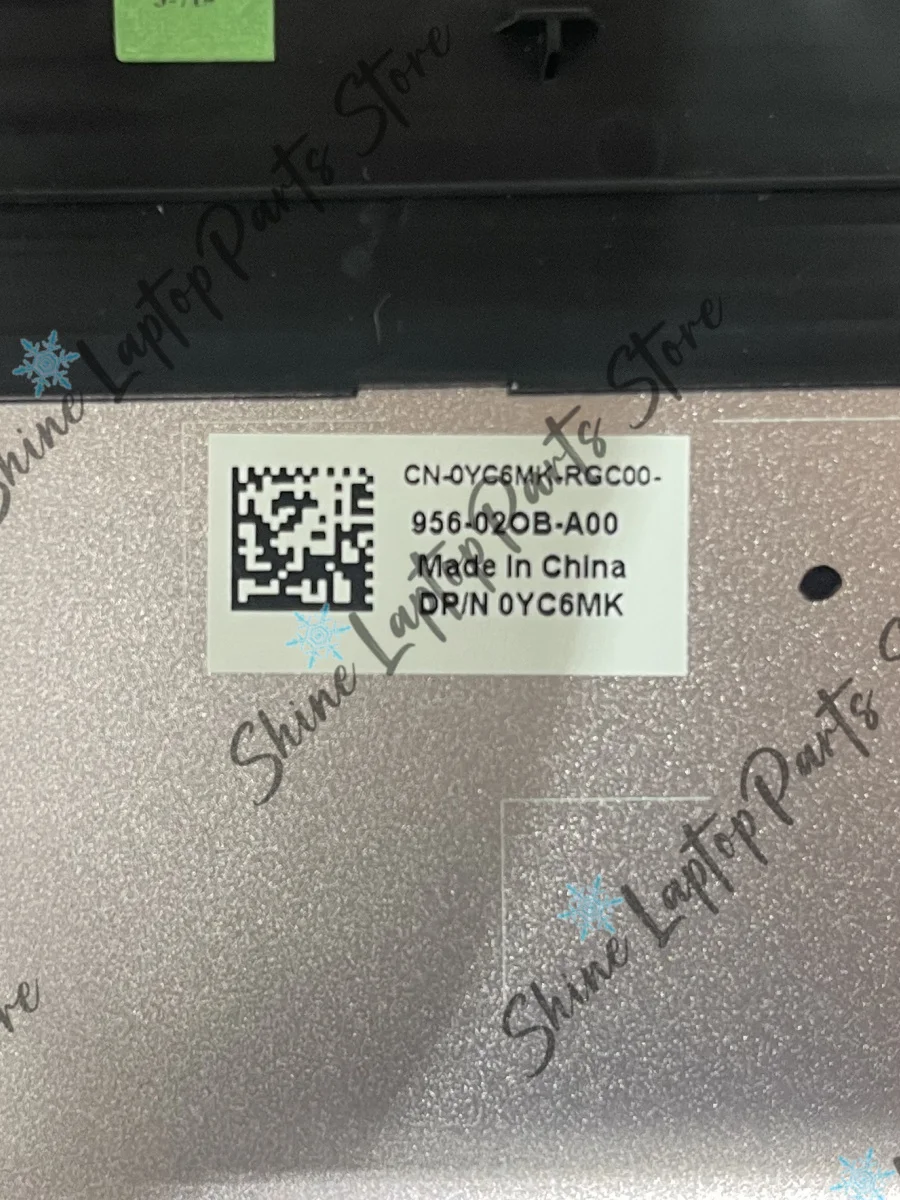 CN-0YC6MK-RGC00-
956-02OB-A00
Made In China
DP/N 0YC6MK
Shine Laptop Parts Store
Shine Laptop Parts Store
Shine Laptop Parts Store